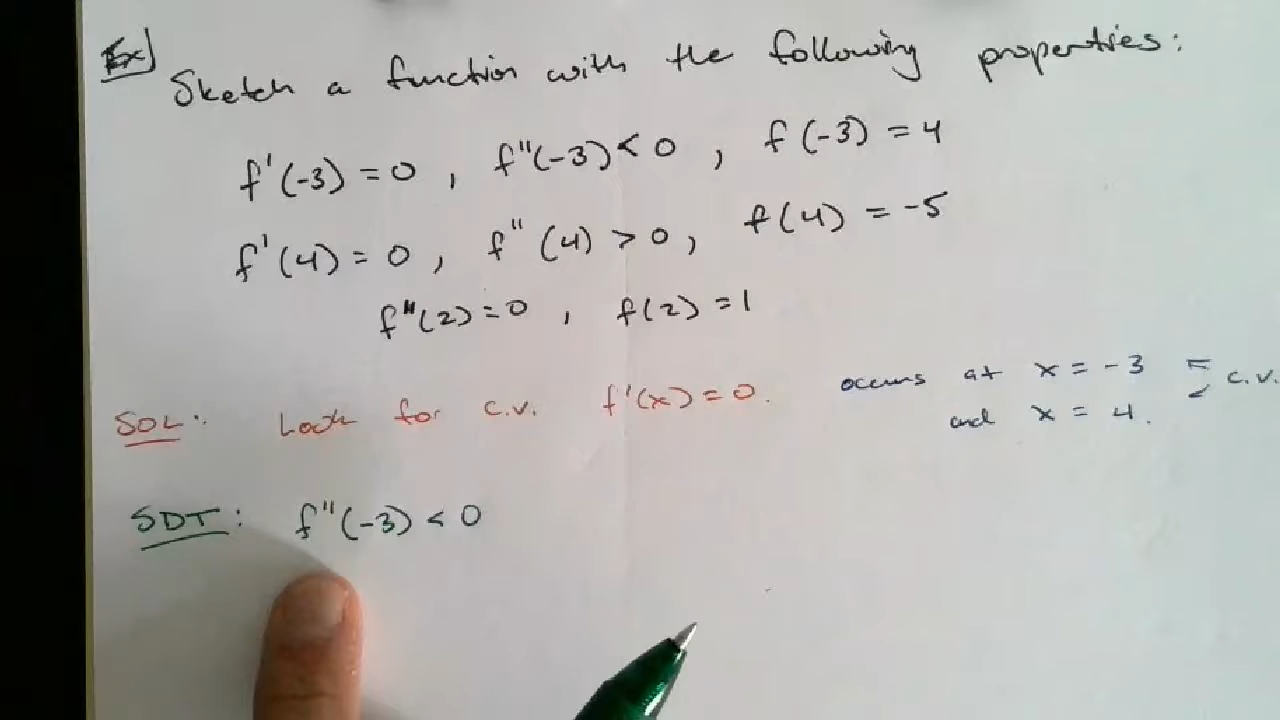 Ex] Sketch a function with the following properties:
f'(-3) = 0 , f"(-3) < 0 , f(-3) = 4
f'(4) = 0 , f"(4) > 0 , f(4) = -5
f"(2) = 0 , f(2) = 1
SOL: Look for c.v. f'(x) = 0. occurs at x = -3 c.v.
and x = 4.
SDT: f"(-3) < 0